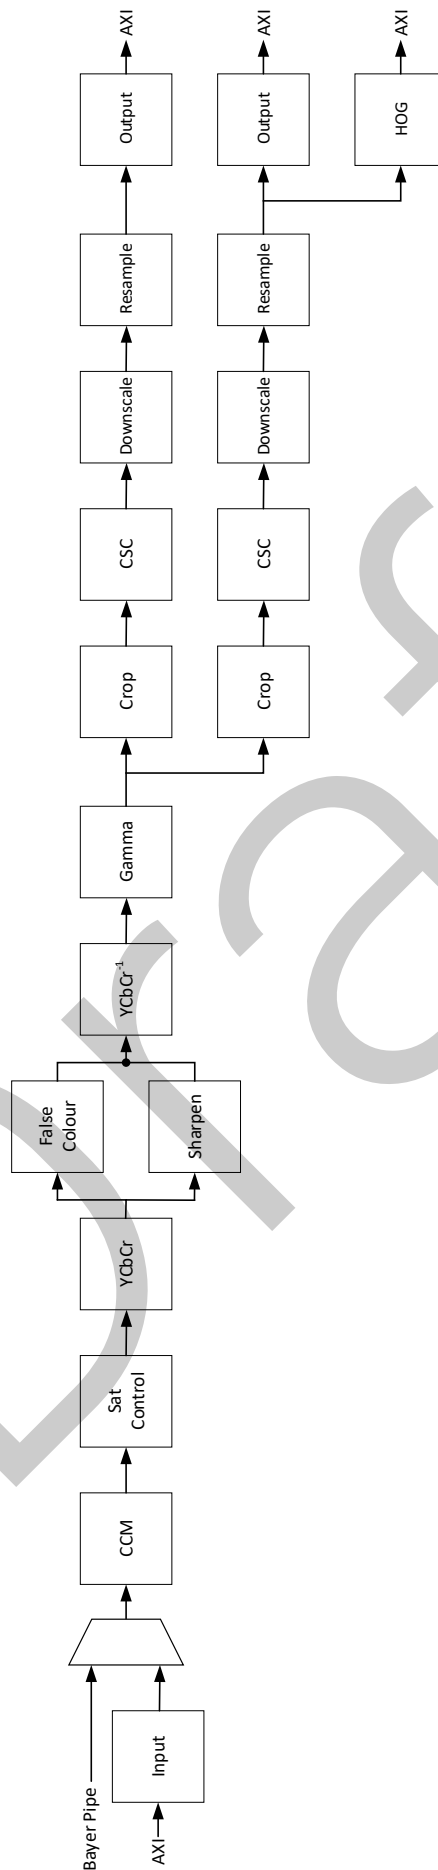 Bayer Pipe
AXI
Input
CCM
Sat
Control
YCbCr
False
Colour
Sharpen
YCbCr⁻¹
Gamma
Crop
CSC
Downscale
Resample
Output
AXI
Crop
CSC
Downscale
Resample
Output
AXI
HOG
AXI
Draf